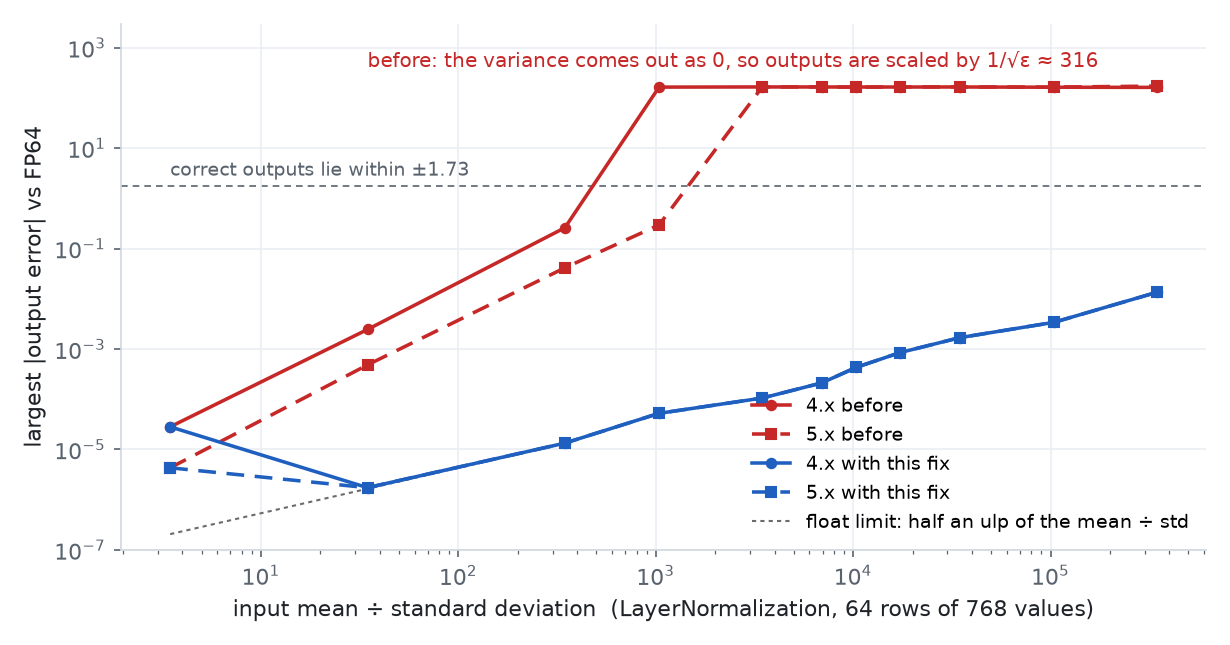 before: the variance comes out as 0, so outputs are scaled by 1/√ε ≈ 316
correct outputs lie within ±1.73
largest |output error| vs FP64
10³
10¹
10⁻¹
10⁻³
10⁻⁵
10⁻⁷
4.x before
5.x before
4.x with this fix
5.x with this fix
float limit: half an ulp of the mean ÷ std
10¹ 10² 10³ 10⁴ 10⁵
input mean ÷ standard deviation (LayerNormalization, 64 rows of 768 values)